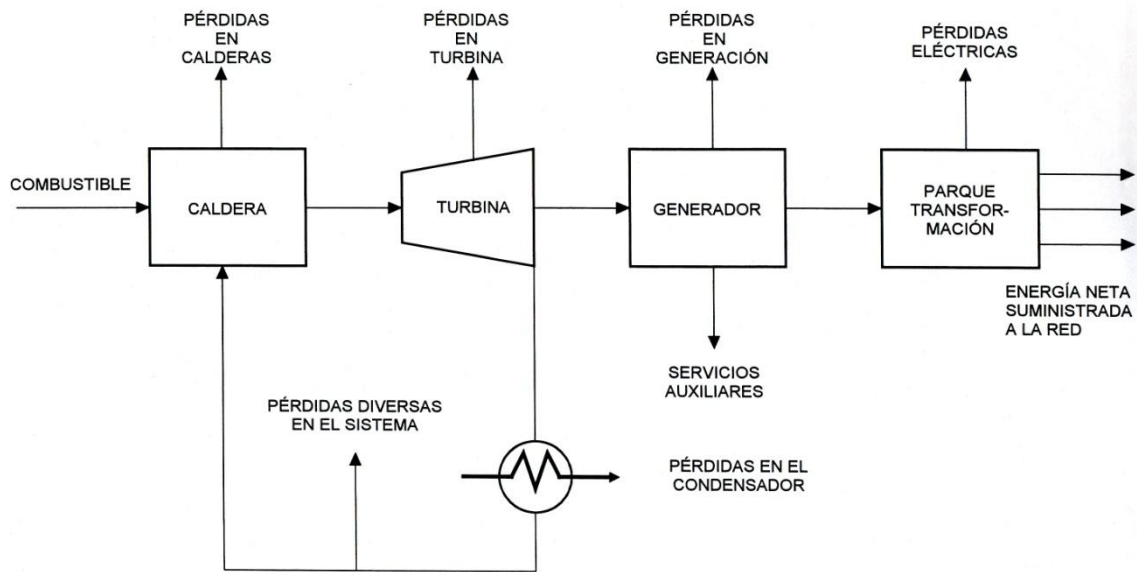 PÉRDIDAS
EN
CALDERAS
PÉRDIDAS
EN
TURBINA
PÉRDIDAS
EN
GENERACIÓN
PÉRDIDAS
ELÉCTRICAS
COMBUSTIBLE
CALDERA
TURBINA
GENERADOR
PARQUE
TRANSFOR-
MACIÓN
ENERGÍA NETA
SUMINISTRADA
A LA RED
SERVICIOS
AUXILIARES
PÉRDIDAS DIVERSAS
EN EL SISTEMA
PÉRDIDAS EN EL
CONDENSADOR